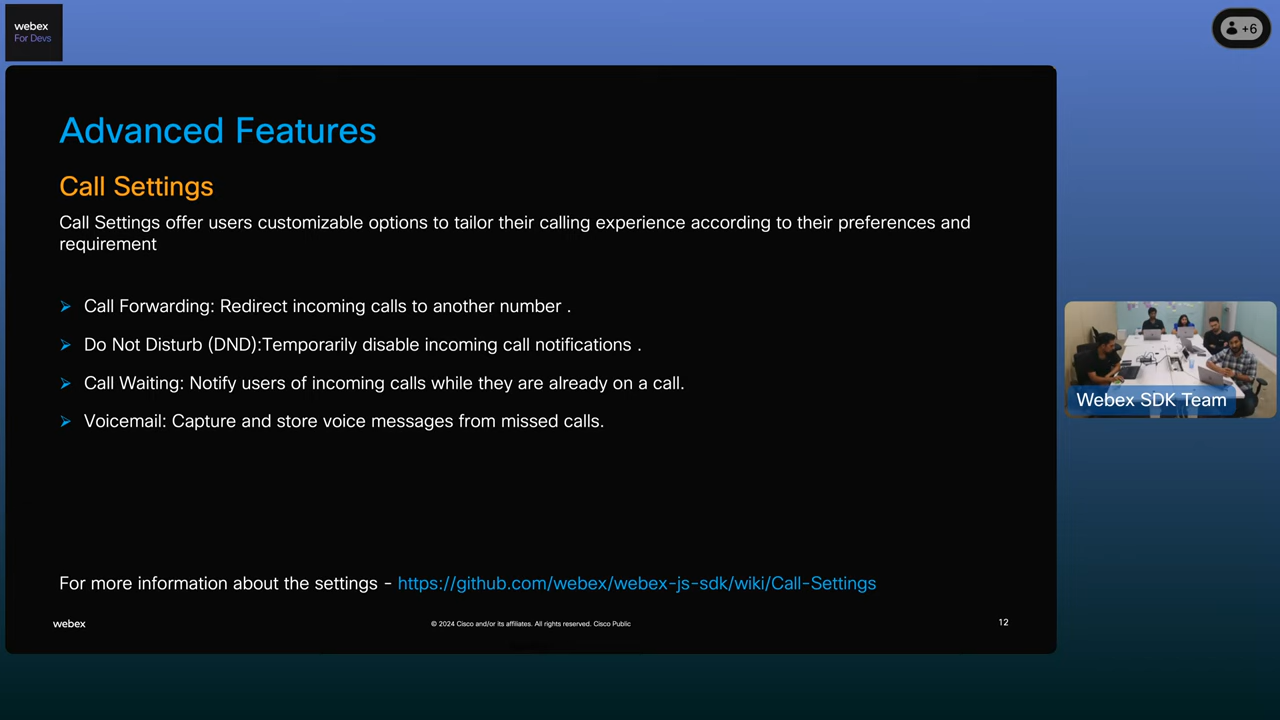 webex
For Devs
+6
Advanced Features
Call Settings
Call Settings offer users customizable options to tailor their calling experience according to their preferences and
requirement
Call Forwarding: Redirect incoming calls to another number .
Do Not Disturb (DND):Temporarily disable incoming call notifications .
Call Waiting: Notify users of incoming calls while they are already on a call.
Voicemail: Capture and store voice messages from missed calls.
Webex SDK Team
For more information about the settings - https://github.com/webex/webex-js-sdk/wiki/Call-Settings
webex
© 2024 Cisco and/or its affiliates. All rights reserved. Cisco Public
12